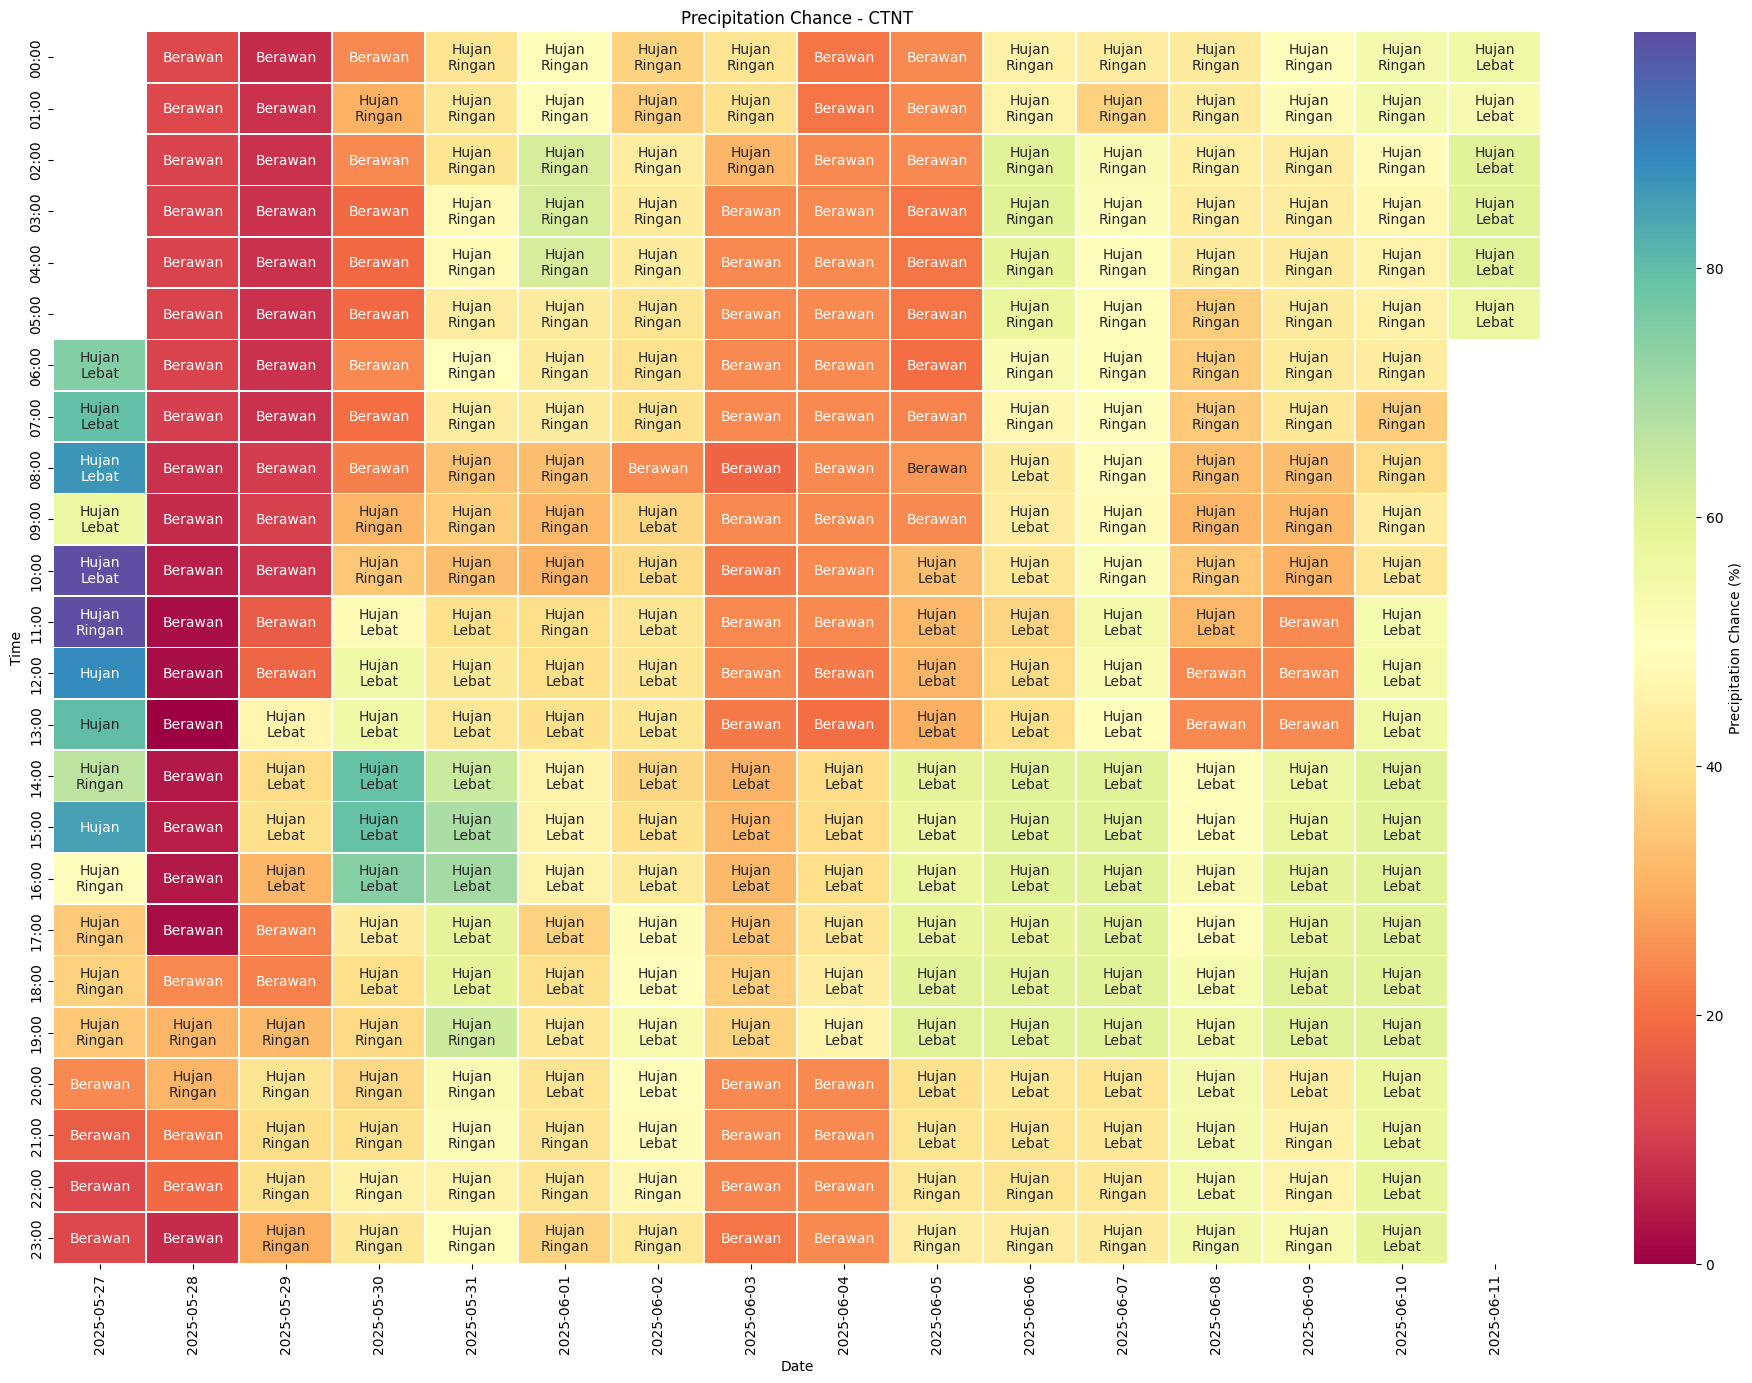 Precipitation Chance - CTNT
00:00 Berawan Berawan Berawan Hujan Ringan Hujan Ringan Hujan Ringan Hujan Ringan Berawan Berawan Hujan Ringan Hujan Ringan Hujan Ringan Hujan Ringan Hujan Ringan Hujan Lebat
01:00 Berawan Berawan Hujan Ringan Hujan Ringan Hujan Ringan Hujan Ringan Hujan Ringan Berawan Berawan Hujan Ringan Hujan Ringan Hujan Ringan Hujan Ringan Hujan Ringan Hujan Lebat
02:00 Berawan Berawan Berawan Hujan Ringan Hujan Ringan Hujan Ringan Hujan Ringan Berawan Berawan Hujan Ringan Hujan Ringan Hujan Ringan Hujan Ringan Hujan Ringan Hujan Lebat
03:00 Berawan Berawan Berawan Hujan Ringan Hujan Ringan Hujan Ringan Berawan Berawan Berawan Hujan Ringan Hujan Ringan Hujan Ringan Hujan Ringan Hujan Ringan Hujan Lebat
04:00 Berawan Berawan Berawan Hujan Ringan Hujan Ringan Hujan Ringan Berawan Berawan Berawan Hujan Ringan Hujan Ringan Hujan Ringan Hujan Ringan Hujan Ringan Hujan Lebat
05:00 Berawan Berawan Berawan Hujan Ringan Hujan Ringan Hujan Ringan Berawan Berawan Berawan Hujan Ringan Hujan Ringan Hujan Ringan Hujan Ringan Hujan Ringan Hujan Lebat
06:00 Hujan Lebat Berawan Berawan Berawan Hujan Ringan Hujan Ringan Hujan Ringan Berawan Berawan Berawan Hujan Ringan Hujan Ringan Hujan Ringan Hujan Ringan Hujan Ringan
07:00 Hujan Lebat Berawan Berawan Berawan Hujan Ringan Hujan Ringan Hujan Ringan Berawan Berawan Berawan Hujan Ringan Hujan Ringan Hujan Ringan Hujan Ringan Hujan Ringan
08:00 Hujan Lebat Berawan Berawan Berawan Hujan Ringan Hujan Ringan Berawan Berawan Berawan Berawan Hujan Lebat Hujan Ringan Hujan Ringan Hujan Ringan Hujan Ringan
09:00 Hujan Lebat Berawan Berawan Hujan Ringan Hujan Ringan Hujan Ringan Hujan Lebat Berawan Berawan Berawan Hujan Lebat Hujan Ringan Hujan Ringan Hujan Ringan Hujan Ringan
10:00 Hujan Lebat Berawan Berawan Hujan Ringan Hujan Ringan Hujan Ringan Hujan Lebat Berawan Berawan Hujan Lebat Hujan Lebat Hujan Ringan Hujan Ringan Hujan Ringan Hujan Lebat
11:00 Hujan Ringan Berawan Berawan Hujan Lebat Hujan Lebat Hujan Ringan Hujan Lebat Berawan Berawan Hujan Lebat Hujan Lebat Hujan Lebat Hujan Lebat Berawan Hujan Lebat
12:00 Hujan Berawan Berawan Hujan Lebat Hujan Lebat Hujan Lebat Hujan Lebat Berawan Berawan Hujan Lebat Hujan Lebat Hujan Lebat Berawan Berawan Hujan Lebat
13:00 Hujan Berawan Hujan Lebat Hujan Lebat Hujan Lebat Hujan Lebat Hujan Lebat Berawan Berawan Hujan Lebat Hujan Lebat Hujan Lebat Berawan Berawan Hujan Lebat
14:00 Hujan Ringan Berawan Hujan Lebat Hujan Lebat Hujan Lebat Hujan Lebat Hujan Lebat Hujan Lebat Hujan Lebat Hujan Lebat Hujan Lebat Hujan Lebat Hujan Lebat Hujan Lebat Hujan Lebat
15:00 Hujan Berawan Hujan Lebat Hujan Lebat Hujan Lebat Hujan Lebat Hujan Lebat Hujan Lebat Hujan Lebat Hujan Lebat Hujan Lebat Hujan Lebat Hujan Lebat Hujan Lebat Hujan Lebat
16:00 Hujan Ringan Berawan Hujan Lebat Hujan Lebat Hujan Lebat Hujan Lebat Hujan Lebat Hujan Lebat Hujan Lebat Hujan Lebat Hujan Lebat Hujan Lebat Hujan Lebat Hujan Lebat Hujan Lebat
17:00 Hujan Ringan Berawan Berawan Hujan Lebat Hujan Lebat Hujan Lebat Hujan Lebat Hujan Lebat Hujan Lebat Hujan Lebat Hujan Lebat Hujan Lebat Hujan Lebat Hujan Lebat Hujan Lebat
18:00 Hujan Ringan Berawan Berawan Hujan Lebat Hujan Lebat Hujan Lebat Hujan Lebat Hujan Lebat Hujan Lebat Hujan Lebat Hujan Lebat Hujan Lebat Hujan Lebat Hujan Lebat Hujan Lebat
19:00 Hujan Ringan Hujan Ringan Hujan Ringan Hujan Ringan Hujan Ringan Hujan Lebat Hujan Lebat Hujan Lebat Hujan Lebat Hujan Lebat Hujan Lebat Hujan Lebat Hujan Lebat Hujan Lebat Hujan Lebat
20:00 Berawan Hujan Ringan Hujan Ringan Hujan Ringan Hujan Ringan Hujan Lebat Hujan Lebat Berawan Berawan Hujan Lebat Hujan Lebat Hujan Lebat Hujan Lebat Hujan Lebat Hujan Lebat
21:00 Berawan Berawan Hujan Ringan Hujan Ringan Hujan Ringan Hujan Ringan Hujan Lebat Berawan Berawan Hujan Lebat Hujan Lebat Hujan Lebat Hujan Lebat Hujan Ringan Hujan Lebat
22:00 Berawan Berawan Hujan Ringan Hujan Ringan Hujan Ringan Hujan Ringan Hujan Ringan Berawan Berawan Hujan Ringan Hujan Ringan Hujan Ringan Hujan Lebat Hujan Ringan Hujan Lebat
23:00 Berawan Berawan Hujan Ringan Hujan Ringan Hujan Ringan Hujan Ringan Hujan Ringan Berawan Berawan Hujan Ringan Hujan Ringan Hujan Ringan Hujan Ringan Hujan Ringan Hujan Lebat
Time
2025-05-27 2025-05-28 2025-05-29 2025-05-30 2025-05-31 2025-06-01 2025-06-02 2025-06-03 2025-06-04 2025-06-05 2025-06-06 2025-06-07 2025-06-08 2025-06-09 2025-06-10 2025-06-11
Date
80
60
40
20
0
Precipitation Chance (%)